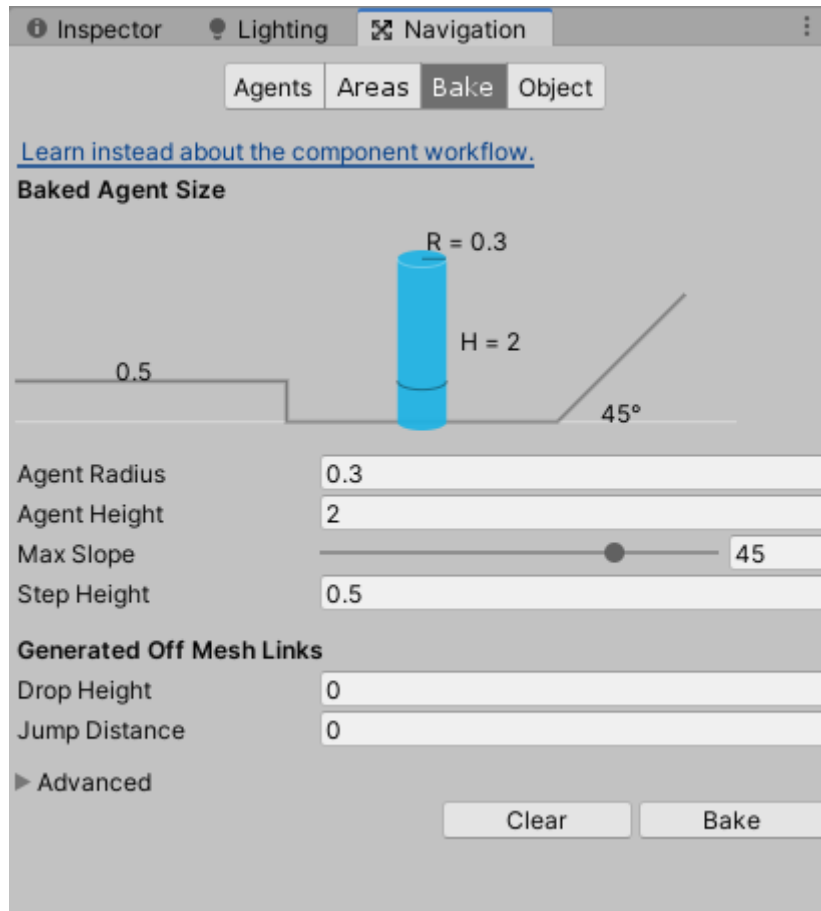 Inspector Lighting Navigation
Agents Areas Bake Object
Learn instead about the component workflow.
Baked Agent Size
R = 0.3
H = 2
0.5
45°
Agent Radius 0.3
Agent Height 2
Max Slope 45
Step Height 0.5
Generated Off Mesh Links
Drop Height 0
Jump Distance 0
Advanced
Clear Bake